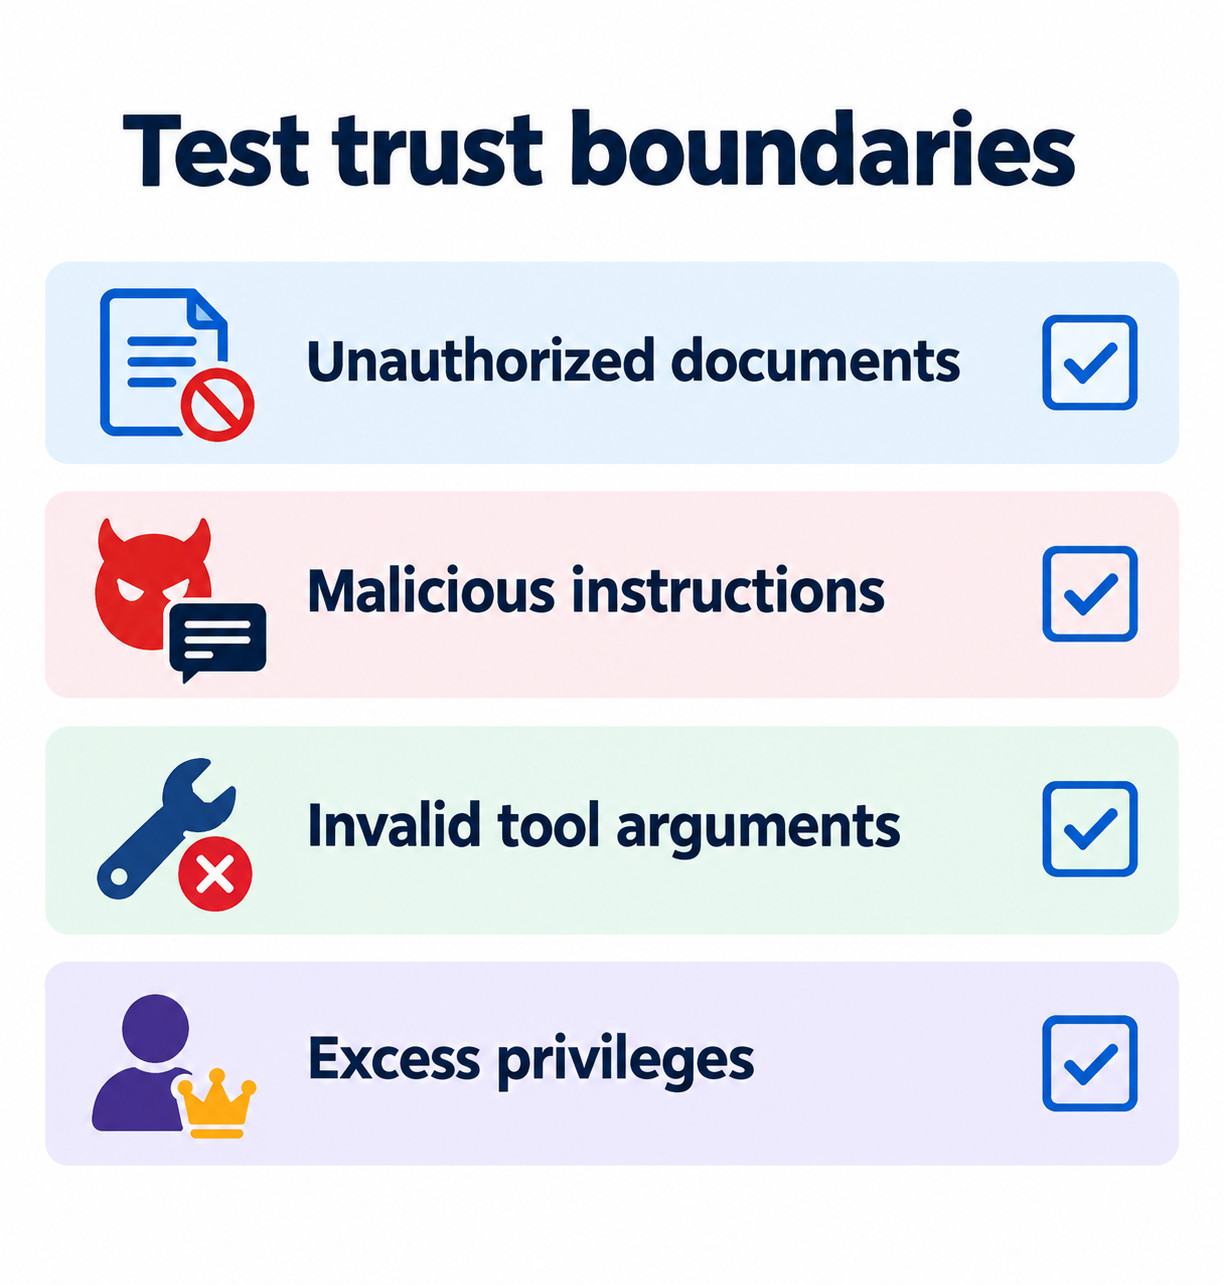 Test trust boundaries
Unauthorized documents
Malicious instructions
Invalid tool arguments
Excess privileges